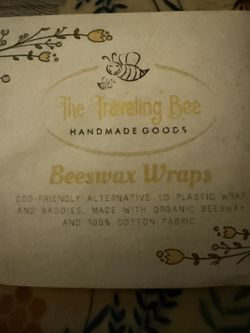 The Traveling Bee
HANDMADE GOODS
Beeswax Wraps
ECO-FRIENDLY ALTERNATIVE TO PLASTIC WRAP
AND BAGGIES. MADE WITH ORGANIC BEESWAX
AND 100% COTTON FABRIC.